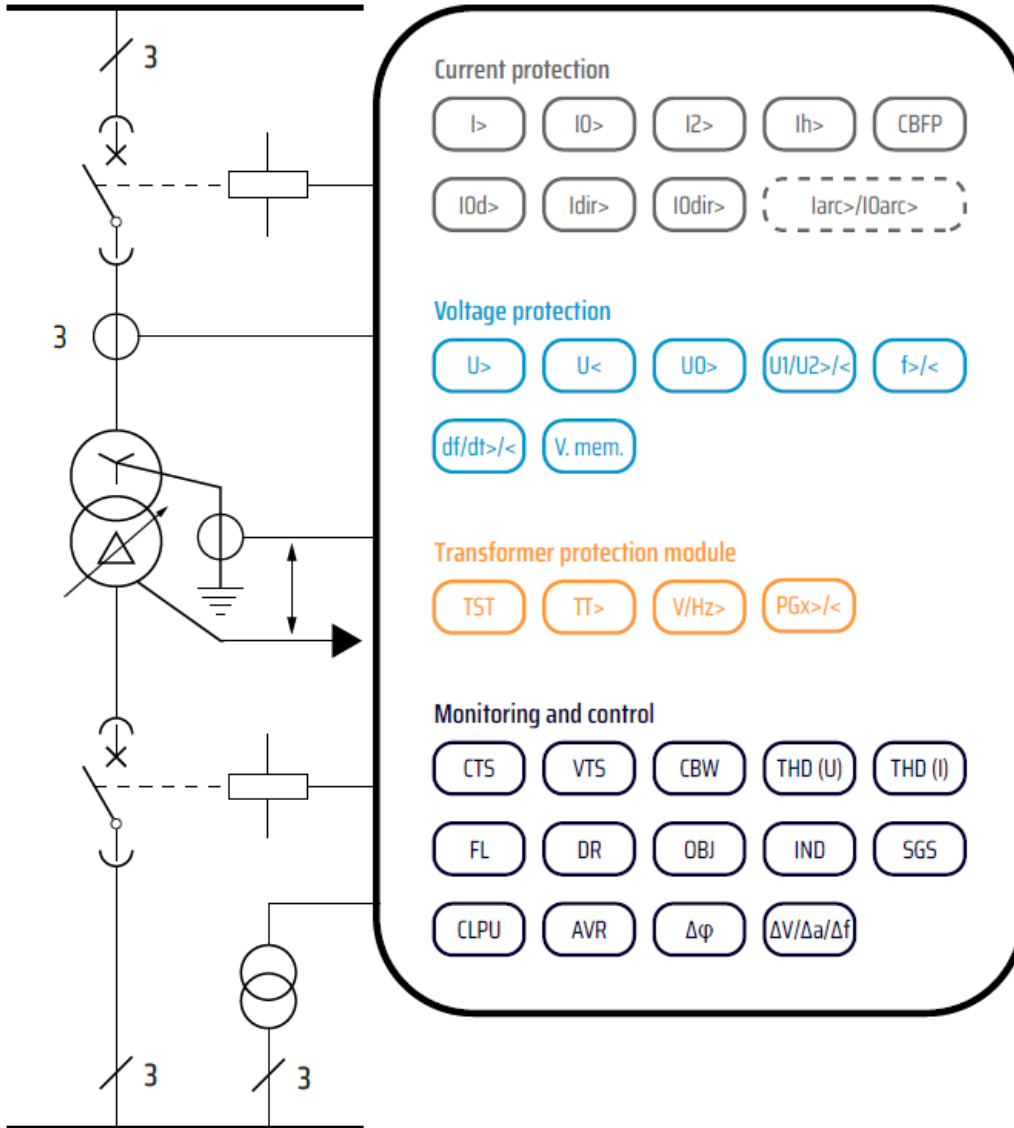 3
Current protection
I> I0> I2> Ih> CBFP
I0d> Idir> I0dir> Iarc>/I0arc>
Voltage protection
3
U> U< U0> U1/U2>/< f>/<
df/dt>/< V. mem.
Transformer protection module
TST TT> V/Hz> PGx>/<
Monitoring and control
CTS VTS CBW THD (U) THD (I)
FL DR OBJ IND SGS
CLPU AVR Δφ ΔV/Δa/Δf
3 3